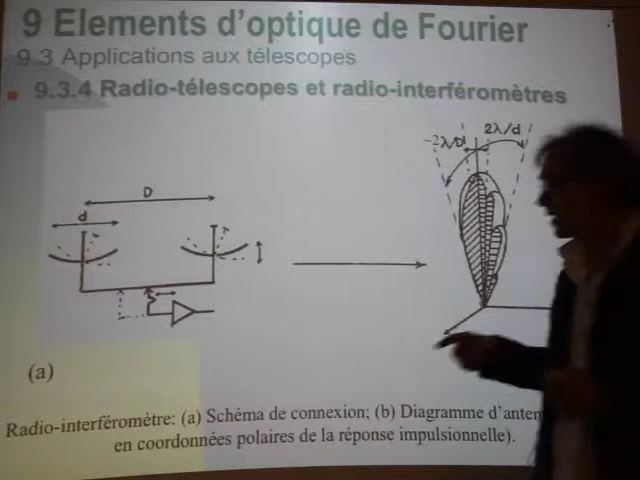 9 Elements d'optique de Fourier
9.3 Applications aux télescopes
9.3.4 Radio-télescopes et radio-interféromètres
~2λ/D
2λ/d
D
d
(a)
Radio-interféromètre: (a) Schéma de connexion; (b) Diagramme d'anten
en coordonnées polaires de la réponse impulsionnelle).